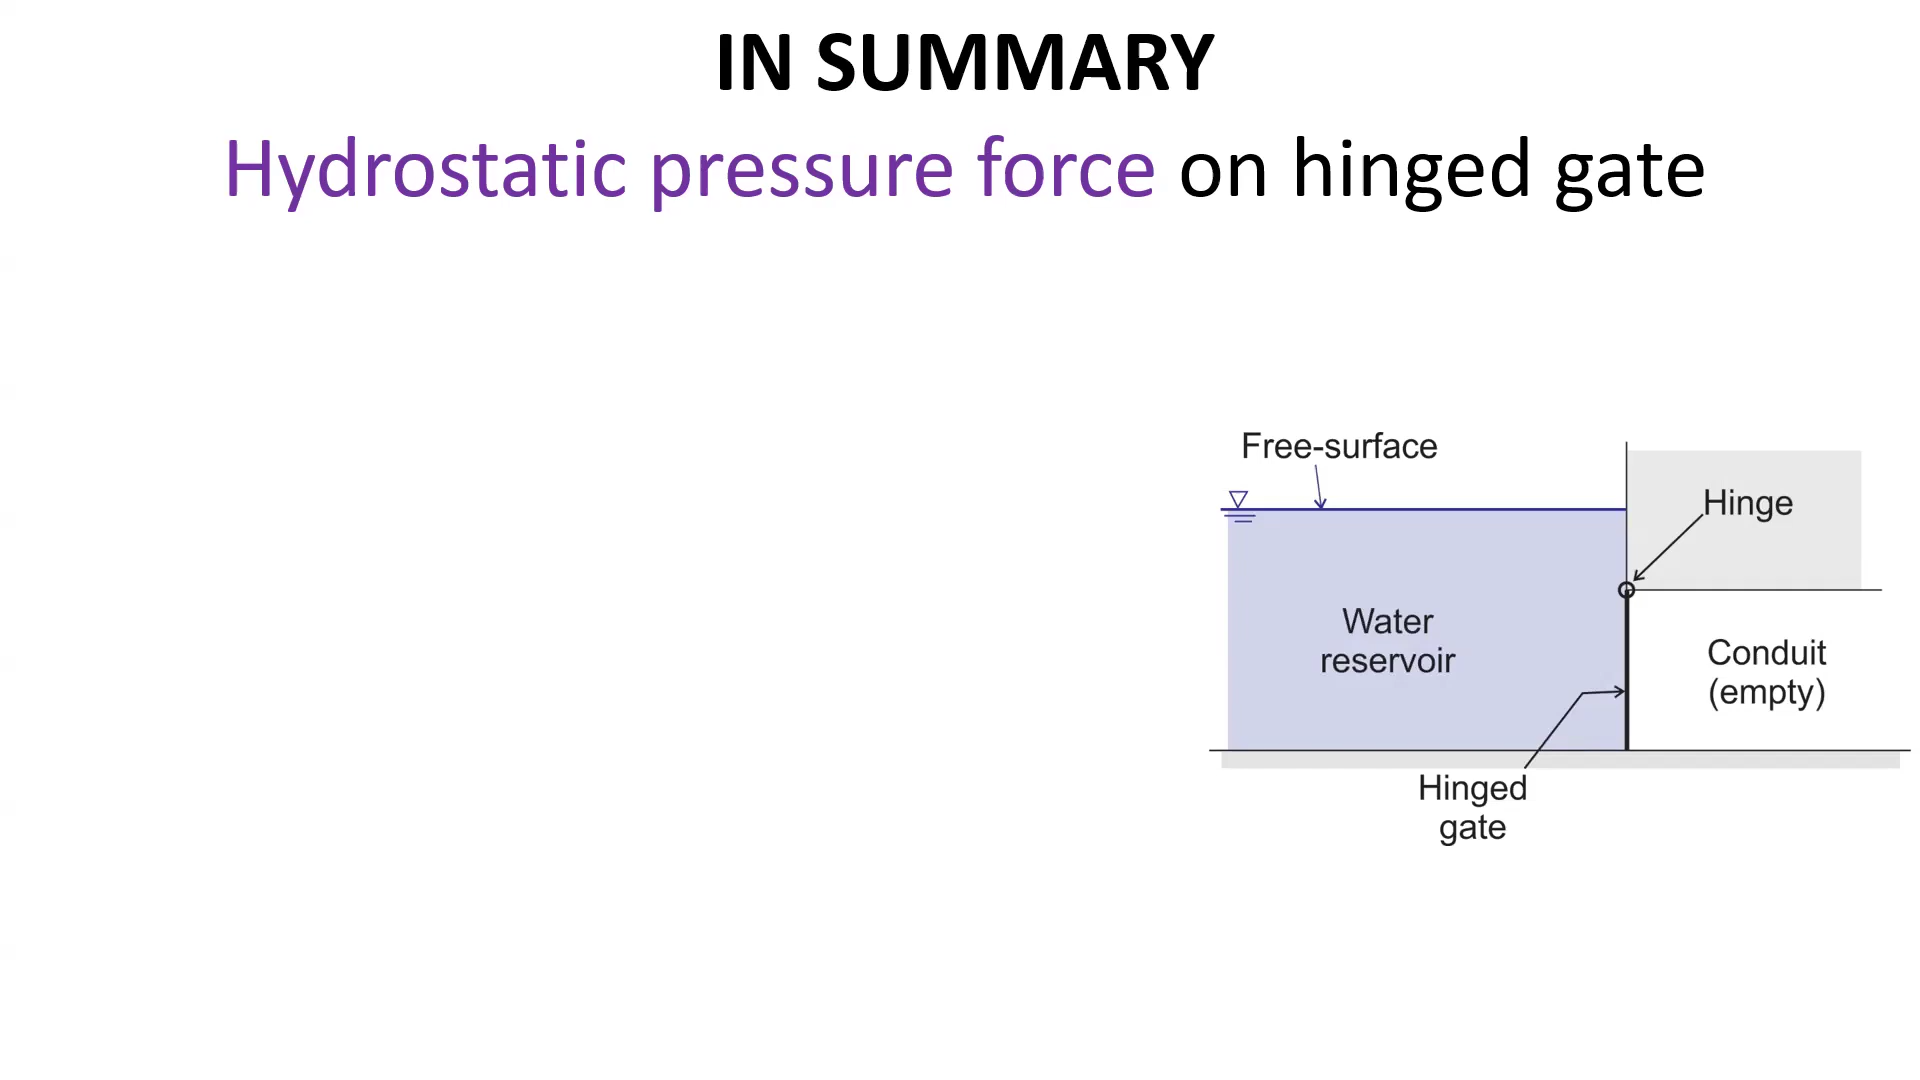 IN SUMMARY
Hydrostatic pressure force on hinged gate
Free-surface
Hinge
Water
reservoir
Conduit
(empty)
Hinged
gate